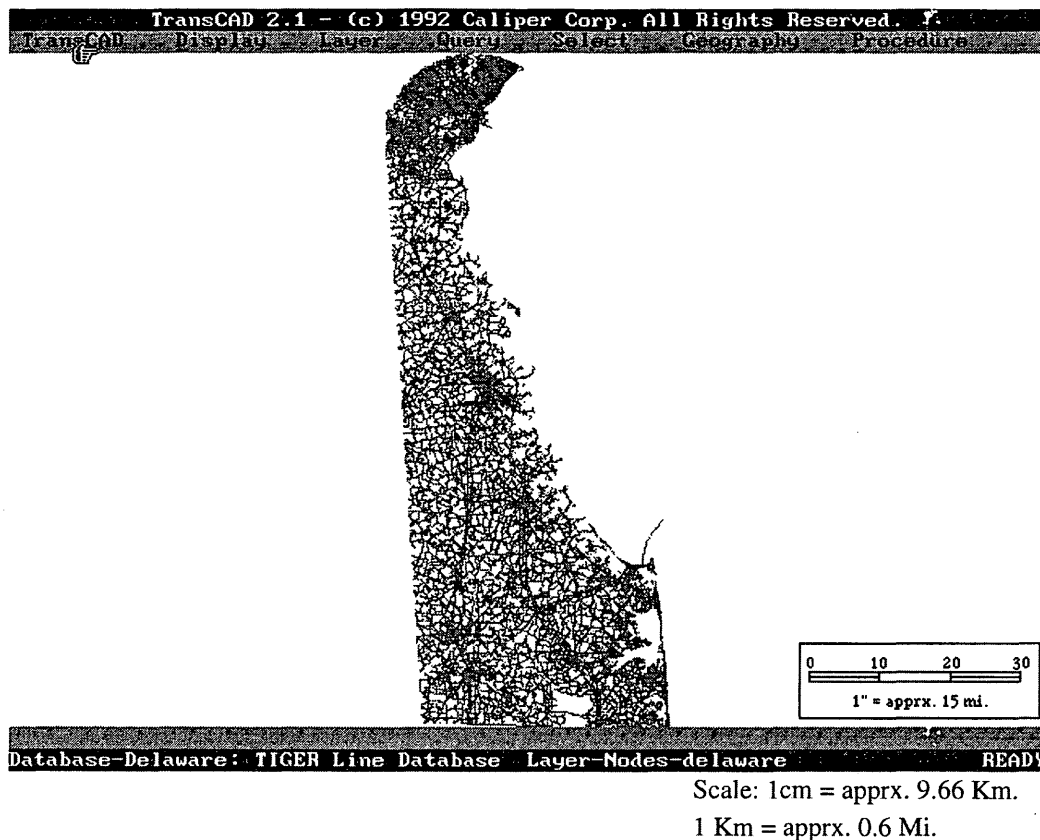 TransCAD 2.1 - (c) 1992 Caliper Corp. All Rights Reserved.
TransCAD Display Layer Query Select Geography Procedure
0 10 20 30
1" = apprx. 15 mi.
Database-Delaware: TIGER Line Database Layer-Nodes-delaware READY
Scale: 1cm = apprx. 9.66 Km.
1 Km = apprx. 0.6 Mi.